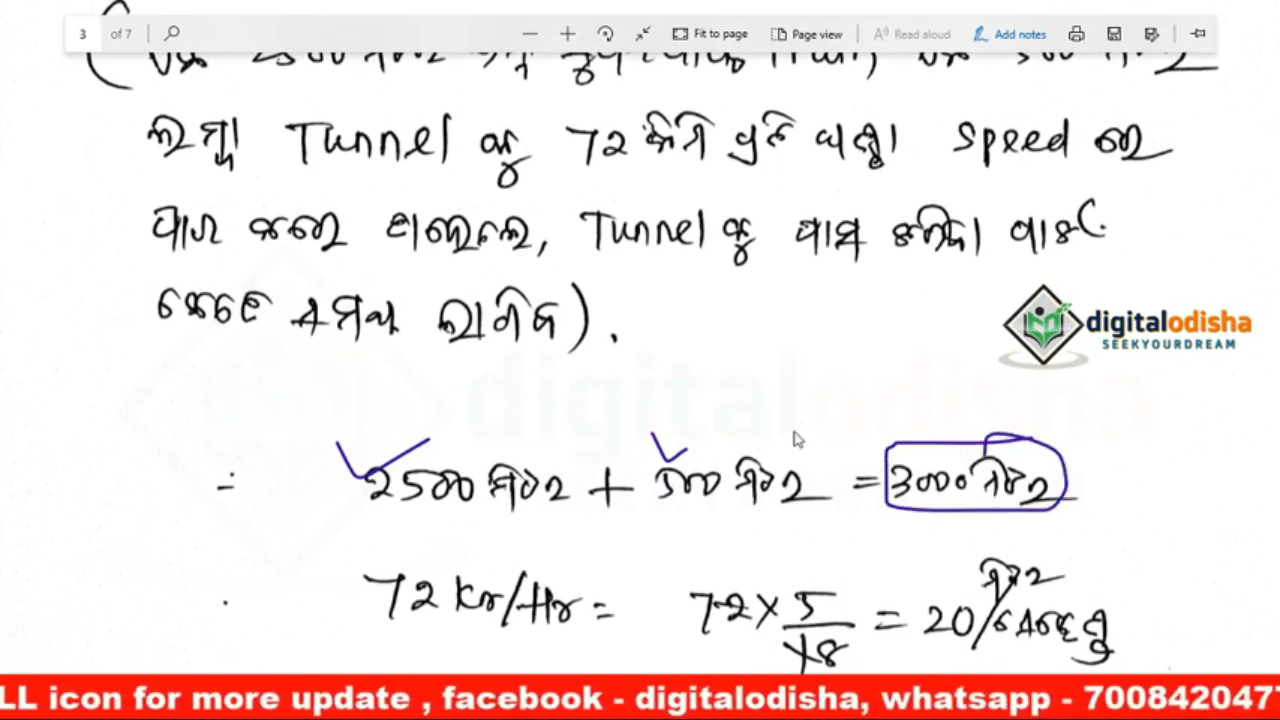 3 of 7 Fit to page Page view Read aloud Add notes
ଲମ୍ବା Tunnel କୁ 72 କିମି ପ୍ରତି ଘଣ୍ଟା Speed ରେ
ପାର କରେ ତାହେଲେ, Tunnel କୁ ପାସ କରିବା ପାଇଁ
କେତେ ସମୟ ଲାଗିବ).
digitalodisha
SEEKYOURDREAM
= 2500 ମିଟର + 500 ମିଟର = 3000 ମିଟର
72 Km/Hr = 72 × 5/18 = 20 ମିଟର/ସେକେଣ୍ଡ
LL icon for more update , facebook - digitalodisha, whatsapp - 700842047